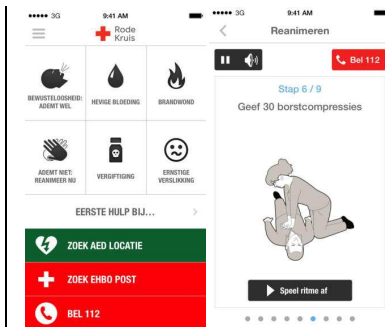 3G 9:41 AM
Rode
Kruis
BEWUSTELOOSHEID:
ADEMT WEL
HEVIGE BLOEDING
BRANDWOND
ADEMT NIET:
REANIMEER NU
VERGIFTIGING
ERNSTIGE
VERSLIKKING
EERSTE HULP BIJ...
ZOEK AED LOCATIE
ZOEK EHBO POST
BEL 112
3G 9:41 AM
Reanimeren
Bel 112
Stap 6 / 9
Geef 30 borstcompressies
Speel ritme af